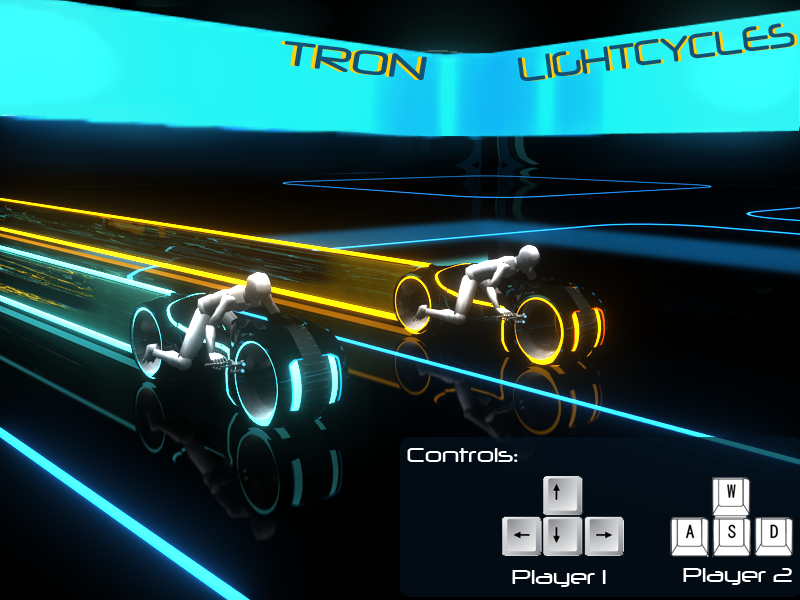 TRON LIGHTCYCLES
Controls:
↑ W
← ↓ → A S D
Player 1 Player 2